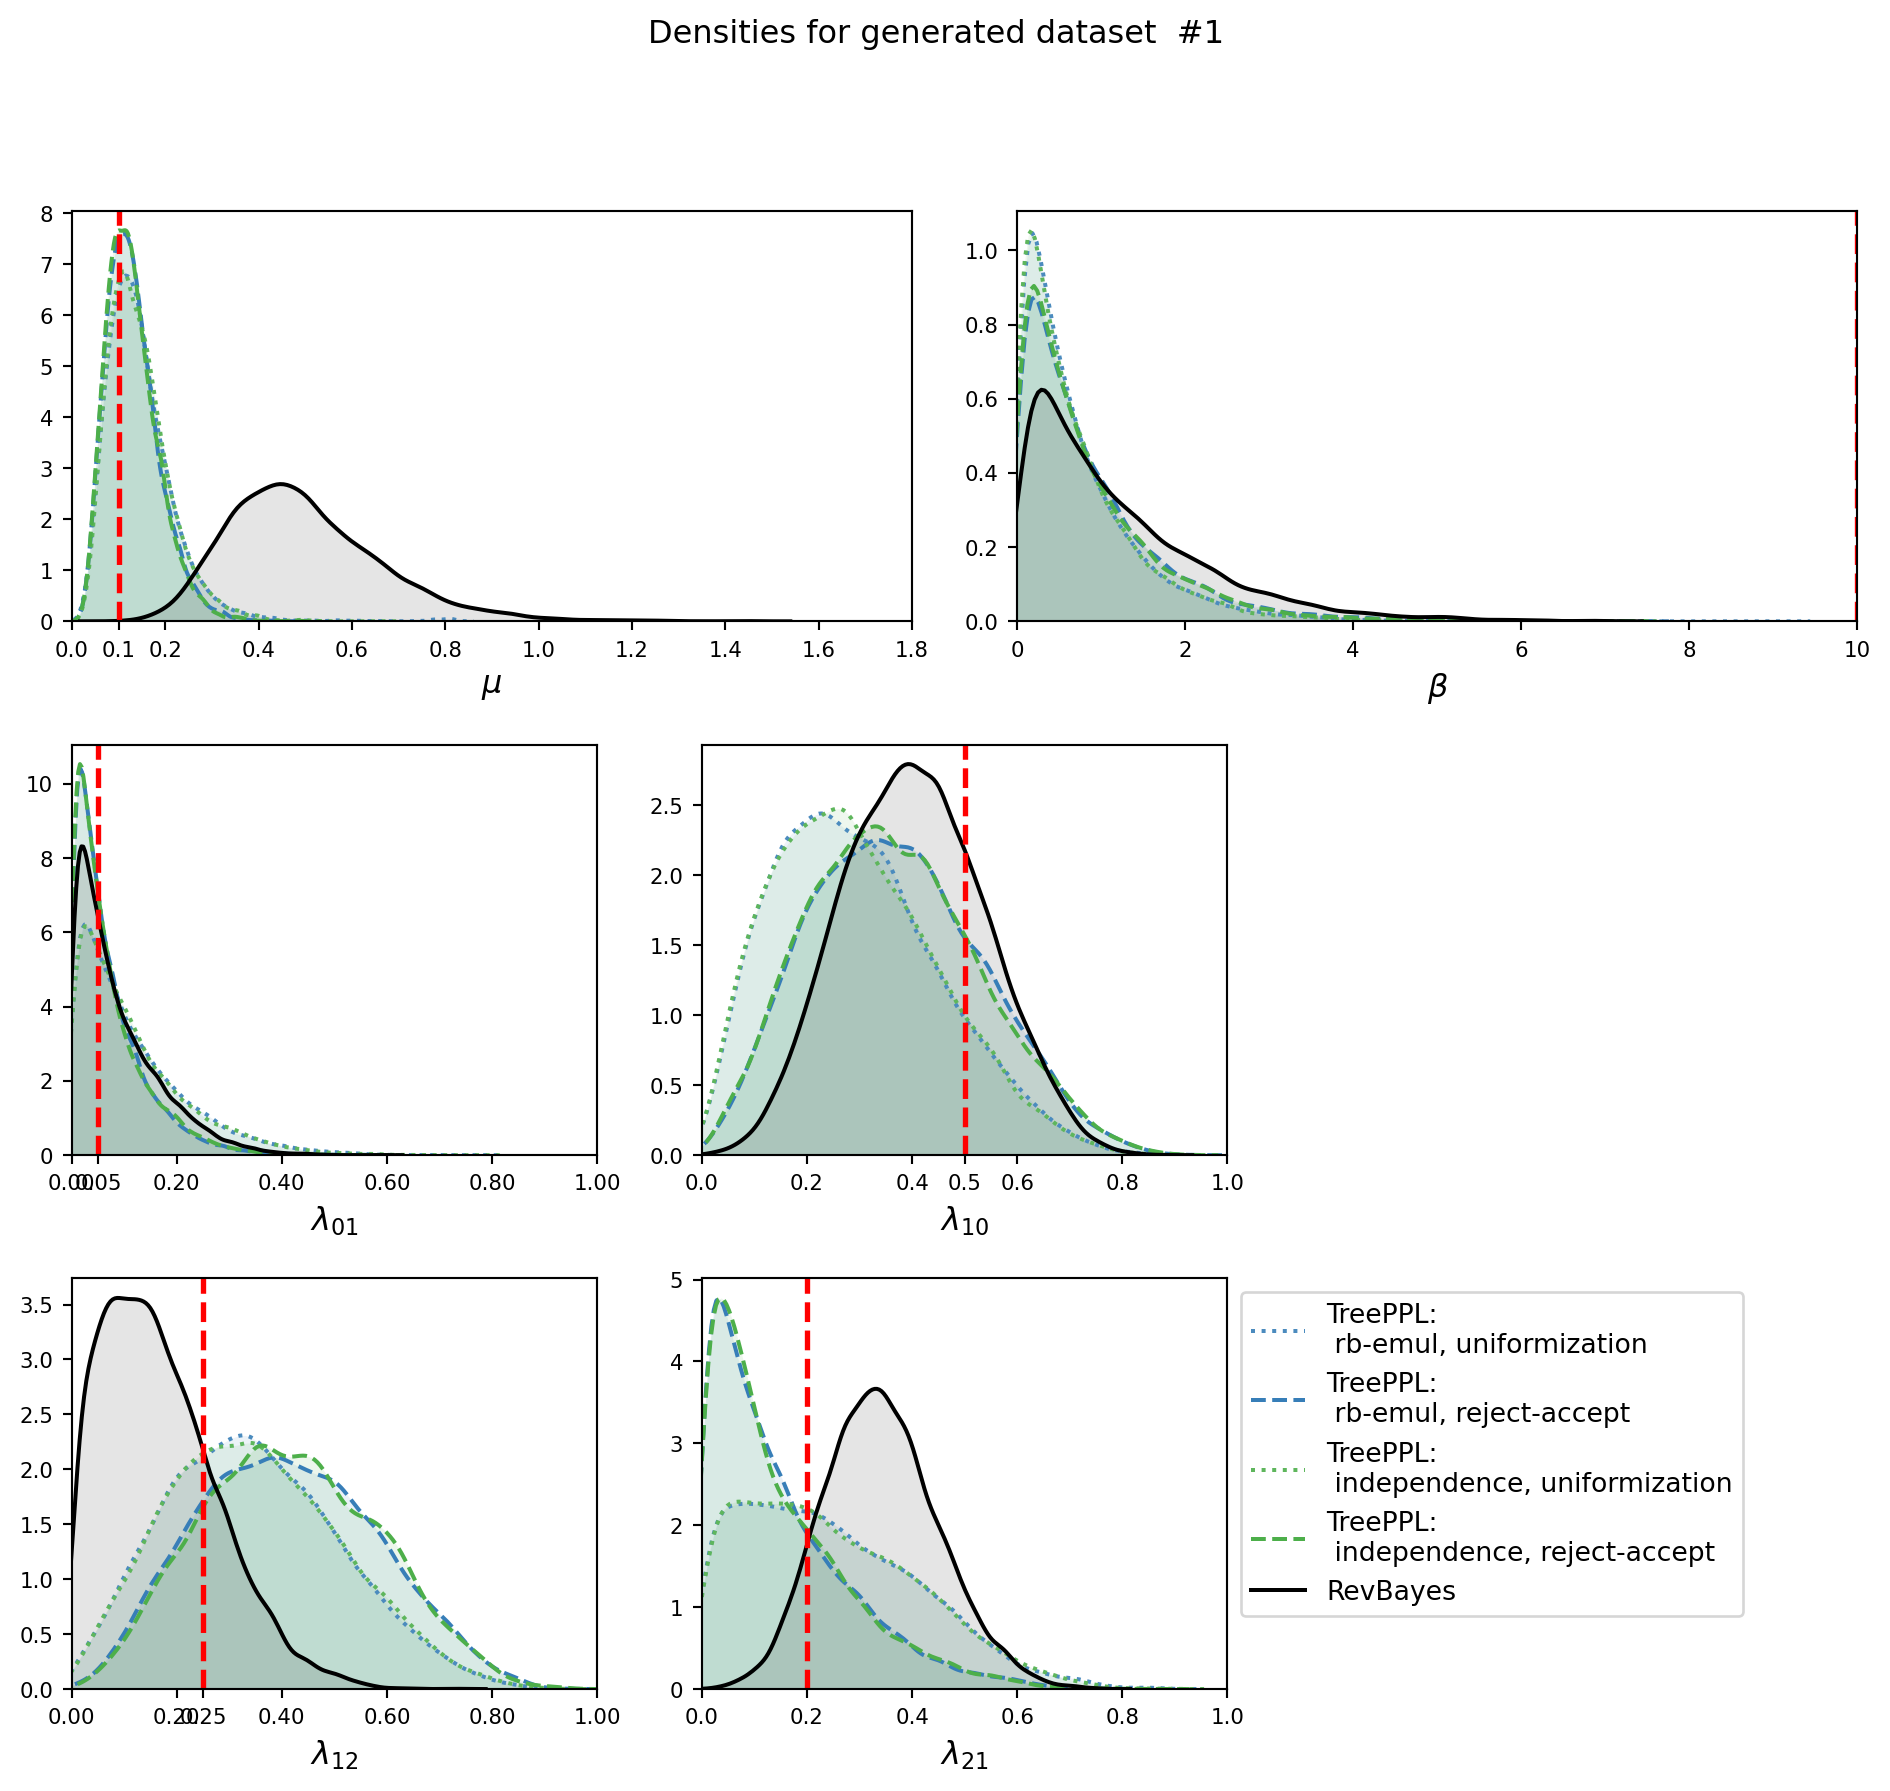 Densities for generated dataset  #1
8
7
6
5
4
3
2
1
0
0.0 0.1 0.2 0.4 0.6 0.8 1.0 1.2 1.4 1.6 1.8
μ
1.0
0.8
0.6
0.4
0.2
0.0
0 2 4 6 8 10
β
10
8
6
4
2
0
0.00 0.05 0.20 0.40 0.60 0.80 1.00
λ01
2.5
2.0
1.5
1.0
0.5
0.0
0.0 0.2 0.4 0.5 0.6 0.8 1.0
λ10
3.5
3.0
2.5
2.0
1.5
1.0
0.5
0.0
0.00 0.20 0.25 0.40 0.60 0.80 1.00
λ12
5
4
3
2
1
0
0.0 0.2 0.4 0.6 0.8 1.0
λ21
TreePPL:
rb-emul, uniformization
TreePPL:
rb-emul, reject-accept
TreePPL:
independence, uniformization
TreePPL:
independence, reject-accept
RevBayes